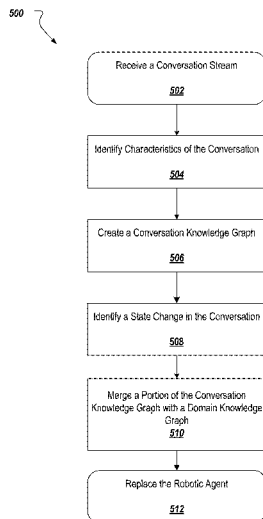 500
Receive a Conversation Stream
502
Identify Characteristics of the Conversation
504
Create a Conversation Knowledge Graph
506
Identify a State Change in the Conversation
508
Merge a Portion of the Conversation
Knowledge Graph with a Domain Knowledge
Graph
510
Replace the Robotic Agent
512